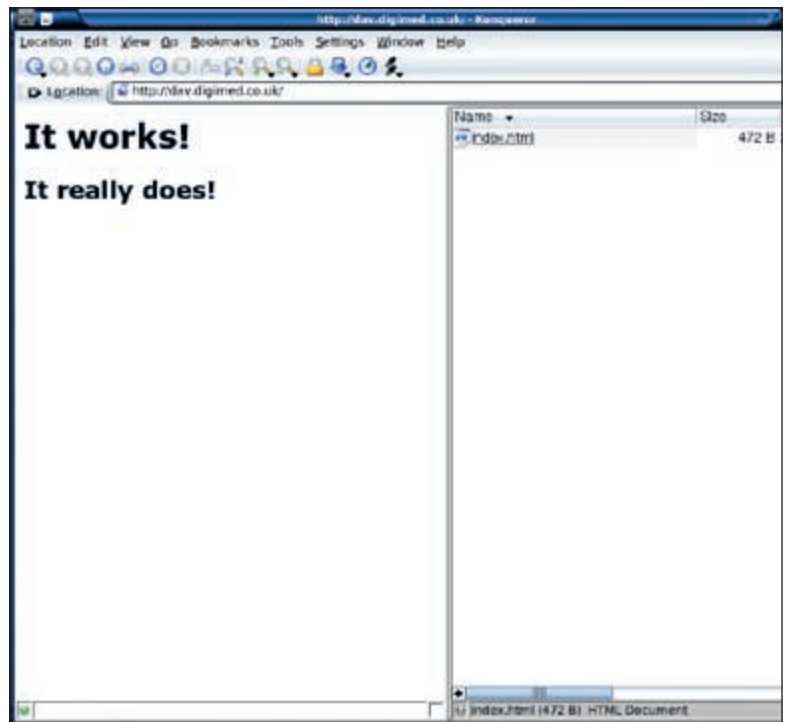 http://dav.digimed.co.uk/ - Konqueror
Location Edit View Go Bookmarks Tools Settings Window Help
Location: http://dav.digimed.co.uk/
It works!
It really does!
Name Size
index.html 472 B
index.html (472 B) HTML Document